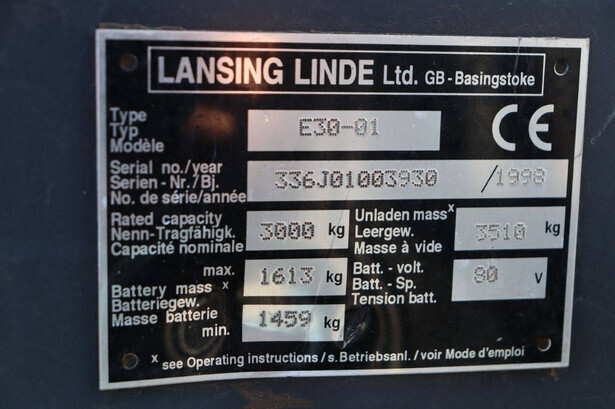 LANSING LINDE Ltd. GB-Basingstoke
Type
Typ
Modèle
E30-01
CE
Serial no./year
Serien-Nr./Bj.
No. de série/année
336J01003930 /1998
Rated capacity
Nenn-Tragfähigk.
Capacité nominale
3000 kg
Unladen mass x
Leergew.
Masse à vide
3510 kg
Battery mass x
Batteriegew.
Masse batterie
max.
1613 kg
min.
1459 kg
Batt.-volt.
Batt.-Sp.
Tension batt.
80 V
x see Operating instructions/s.Betriebsanl./voir Mode d'emploi